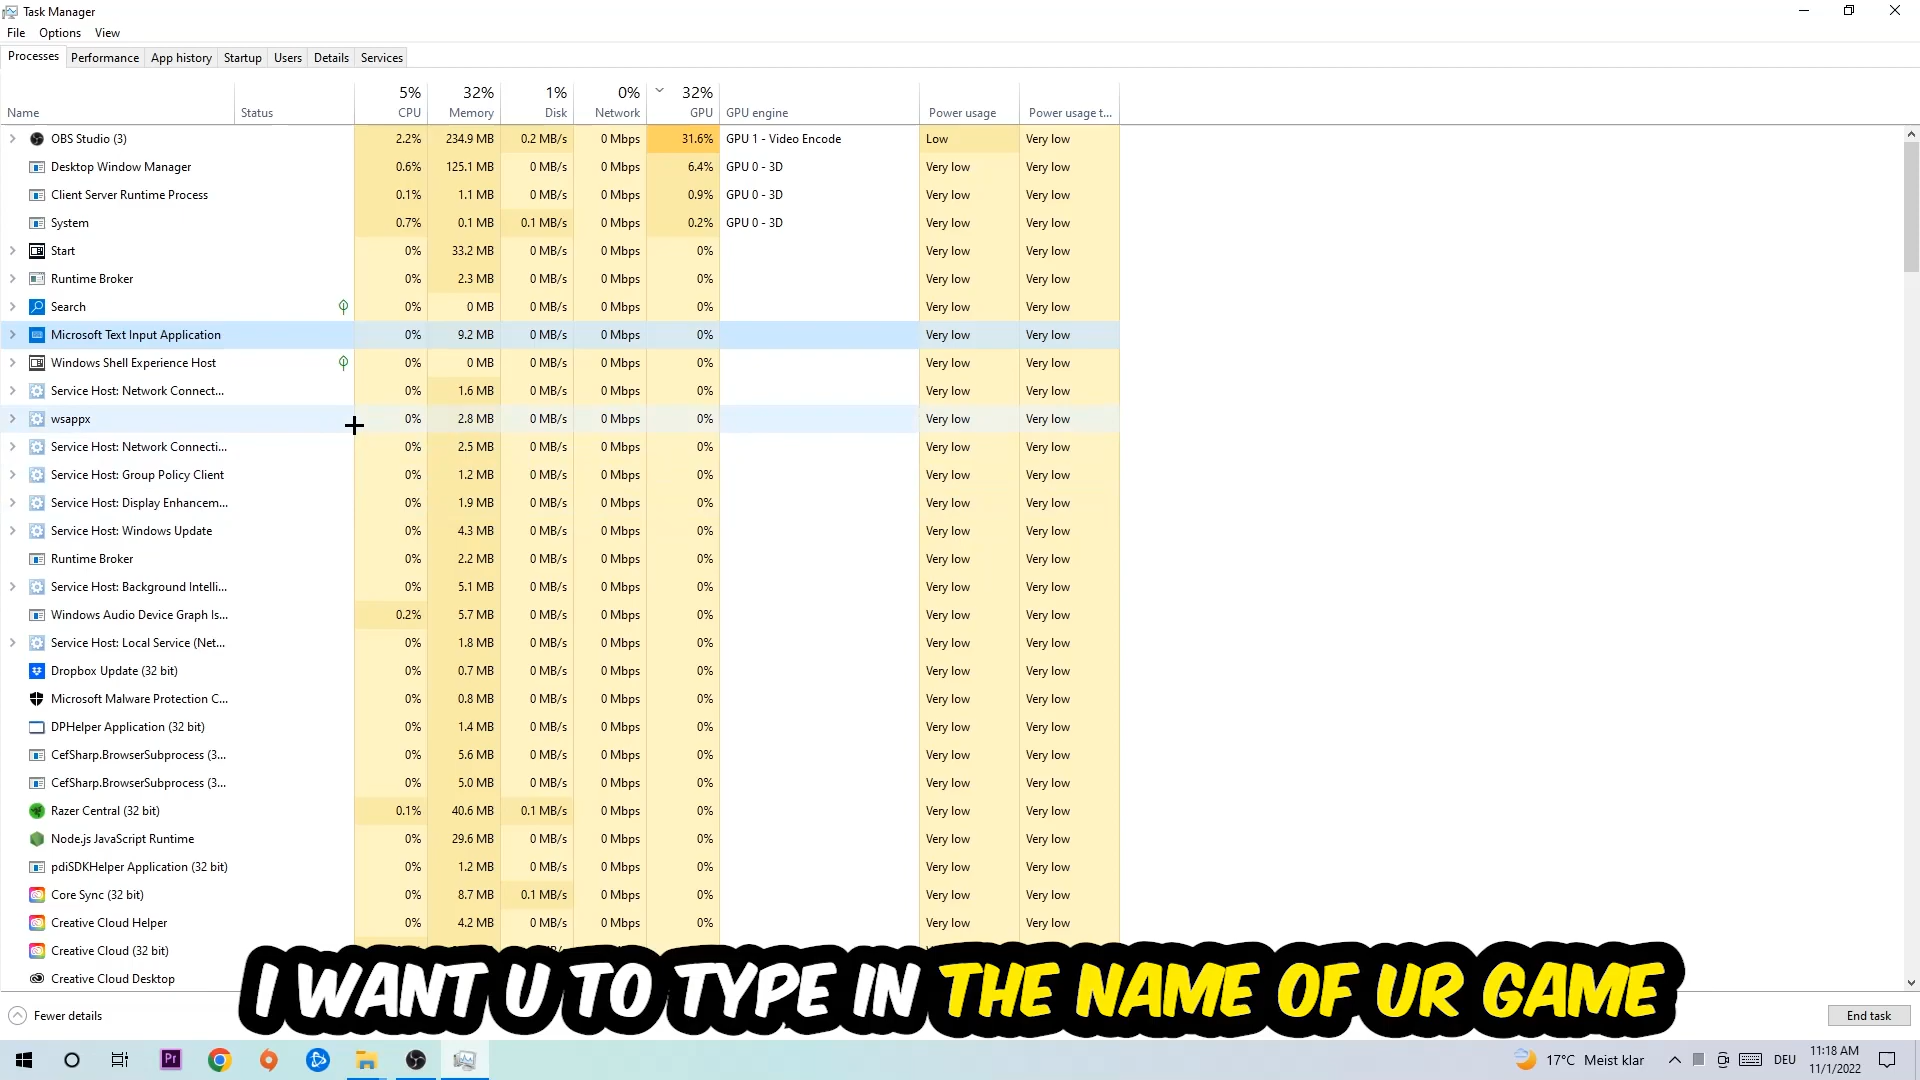 Task Manager
File Options View
Processes Performance App history Startup Users Details Services
5% 32% 1% 0% 32%
Name Status CPU Memory Disk Network GPU GPU engine Power usage Power usage t...
OBS Studio (3) 2.2% 234.9 MB 0.2 MB/s 0 Mbps 31.6% GPU 1 - Video Encode Low Very low
Desktop Window Manager 0.6% 125.1 MB 0 MB/s 0 Mbps 6.4% GPU 0 - 3D Very low Very low
Client Server Runtime Process 0.1% 1.1 MB 0 MB/s 0 Mbps 0.9% GPU 0 - 3D Very low Very low
System 0.7% 0.1 MB 0.1 MB/s 0 Mbps 0.2% GPU 0 - 3D Very low Very low
Start 0% 33.2 MB 0 MB/s 0 Mbps 0% Very low Very low
Runtime Broker 0% 2.3 MB 0 MB/s 0 Mbps 0% Very low Very low
Search 0% 0 MB 0 MB/s 0 Mbps 0% Very low Very low
Microsoft Text Input Application 0% 9.2 MB 0 MB/s 0 Mbps 0% Very low Very low
Windows Shell Experience Host 0% 0 MB 0 MB/s 0 Mbps 0% Very low Very low
Service Host: Network Connect... 0% 1.6 MB 0 MB/s 0 Mbps 0% Very low Very low
wsappx 0% 2.8 MB 0 MB/s 0 Mbps 0% Very low Very low
Service Host: Network Connecti... 0% 2.5 MB 0 MB/s 0 Mbps 0% Very low Very low
Service Host: Group Policy Client 0% 1.2 MB 0 MB/s 0 Mbps 0% Very low Very low
Service Host: Display Enhancem... 0% 1.9 MB 0 MB/s 0 Mbps 0% Very low Very low
Service Host: Windows Update 0% 4.3 MB 0 MB/s 0 Mbps 0% Very low Very low
Runtime Broker 0% 2.2 MB 0 MB/s 0 Mbps 0% Very low Very low
Service Host: Background Intelli... 0% 5.1 MB 0 MB/s 0 Mbps 0% Very low Very low
Windows Audio Device Graph Is... 0.2% 5.7 MB 0 MB/s 0 Mbps 0% Very low Very low
Service Host: Local Service (Net... 0% 1.8 MB 0 MB/s 0 Mbps 0% Very low Very low
Dropbox Update (32 bit) 0% 0.7 MB 0 MB/s 0 Mbps 0% Very low Very low
Microsoft Malware Protection C... 0% 0.8 MB 0 MB/s 0 Mbps 0% Very low Very low
DPHelper Application (32 bit) 0% 1.4 MB 0 MB/s 0 Mbps 0% Very low Very low
CefSharp.BrowserSubprocess (3... 0% 5.6 MB 0 MB/s 0 Mbps 0% Very low Very low
CefSharp.BrowserSubprocess (3... 0% 5.0 MB 0 MB/s 0 Mbps 0% Very low Very low
Razer Central (32 bit) 0.1% 40.6 MB 0.1 MB/s 0 Mbps 0% Very low Very low
Node.js JavaScript Runtime 0% 29.6 MB 0 MB/s 0 Mbps 0% Very low Very low
pdiSDKHelper Application (32 bit) 0% 1.2 MB 0 MB/s 0 Mbps 0% Very low Very low
Core Sync (32 bit) 0% 8.7 MB 0.1 MB/s 0 Mbps 0% Very low Very low
Creative Cloud Helper 0% 4.2 MB 0 MB/s 0 Mbps 0% Very low Very low
Creative Cloud (32 bit)
Creative Cloud Desktop
I WANT U TO TYPE IN THE NAME OF UR GAME
Fewer details End task
Pr 17°C Meist klar DEU 11:18 AM
11/1/2022